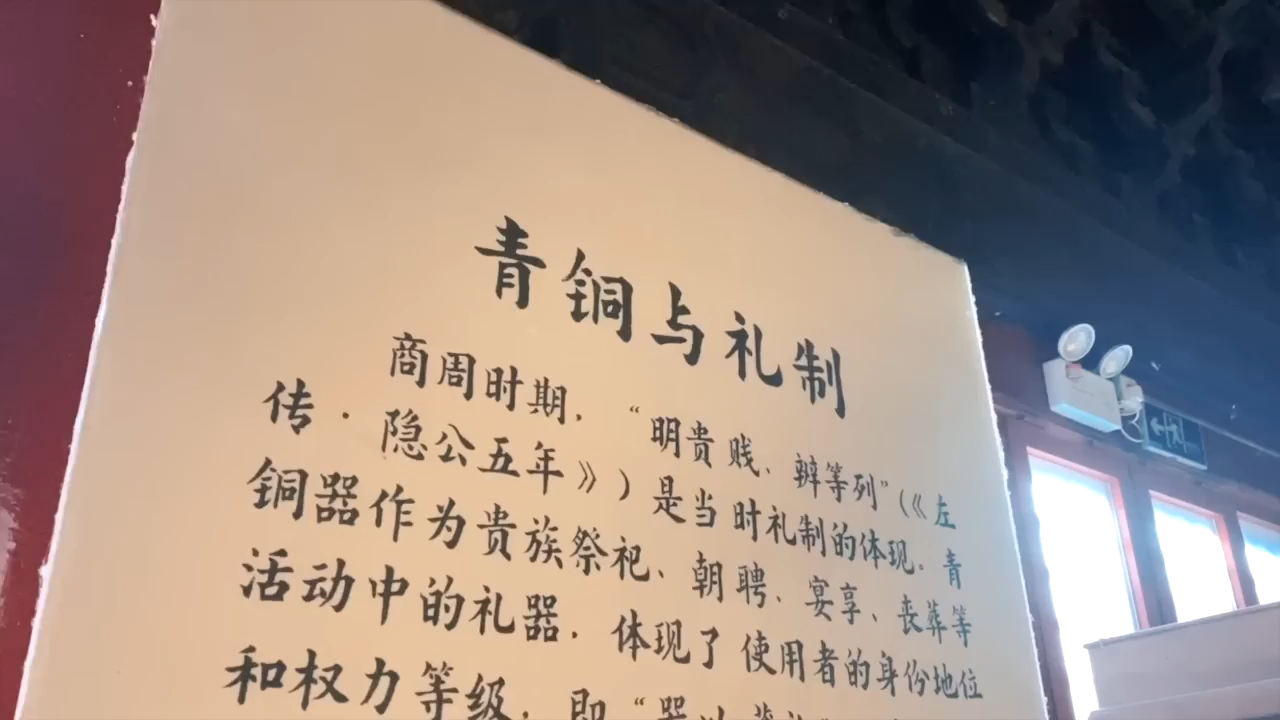 青铜与礼制
商周时期，“明贵贱、辨等列”（《左
传·隐公五年》）是当时礼制的体现。青
铜器作为贵族祭祀、朝聘、宴享、丧葬等
活动中的礼器，体现了使用者的身份地位
和权力等级，即“器以藏礼”